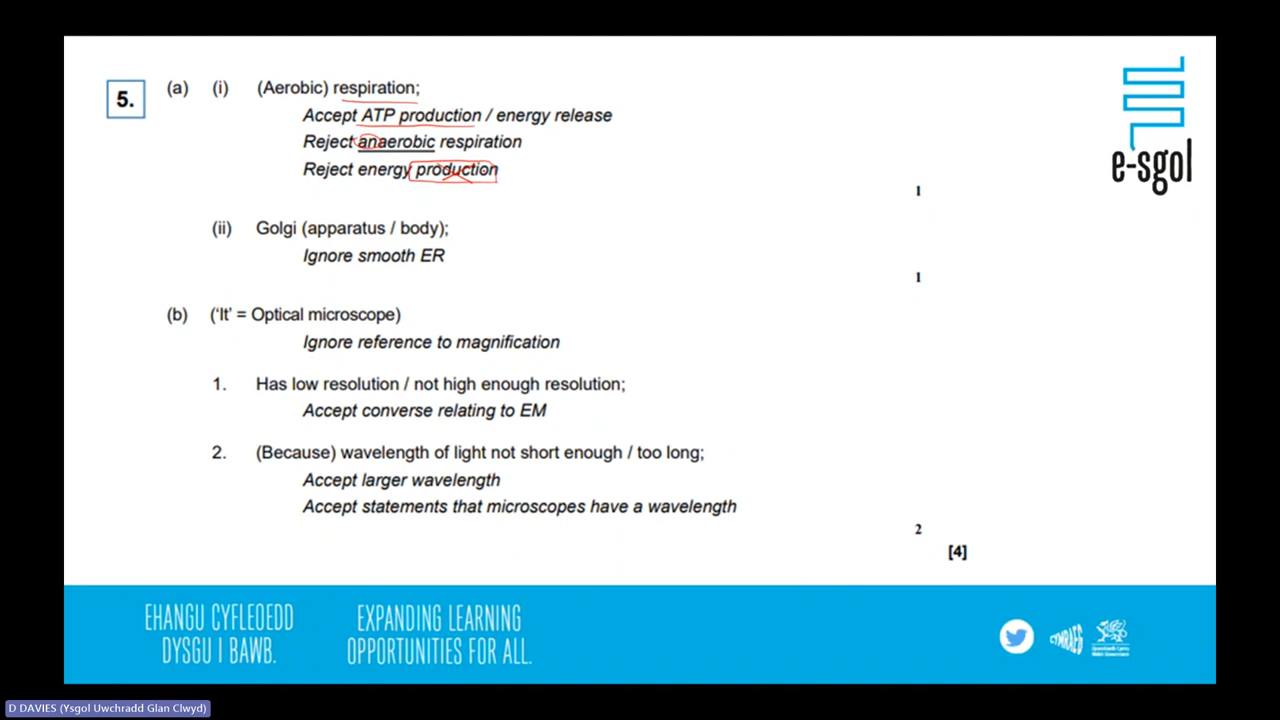 5. (a) (i) (Aerobic) respiration;
Accept ATP production / energy release
Reject anaerobic respiration
Reject energy production
1
(ii) Golgi (apparatus / body);
Ignore smooth ER
1
(b) ('It' = Optical microscope)
Ignore reference to magnification
1. Has low resolution / not high enough resolution;
Accept converse relating to EM
2. (Because) wavelength of light not short enough / too long;
Accept larger wavelength
Accept statements that microscopes have a wavelength
2
[4]
e-sgol
EHANGU CYFLEOEDD
DYSGU I BAWB.
EXPANDING LEARNING
OPPORTUNITIES FOR ALL.
CYMRAEG
D DAVIES (Ysgol Uwchradd Glan Clwyd)